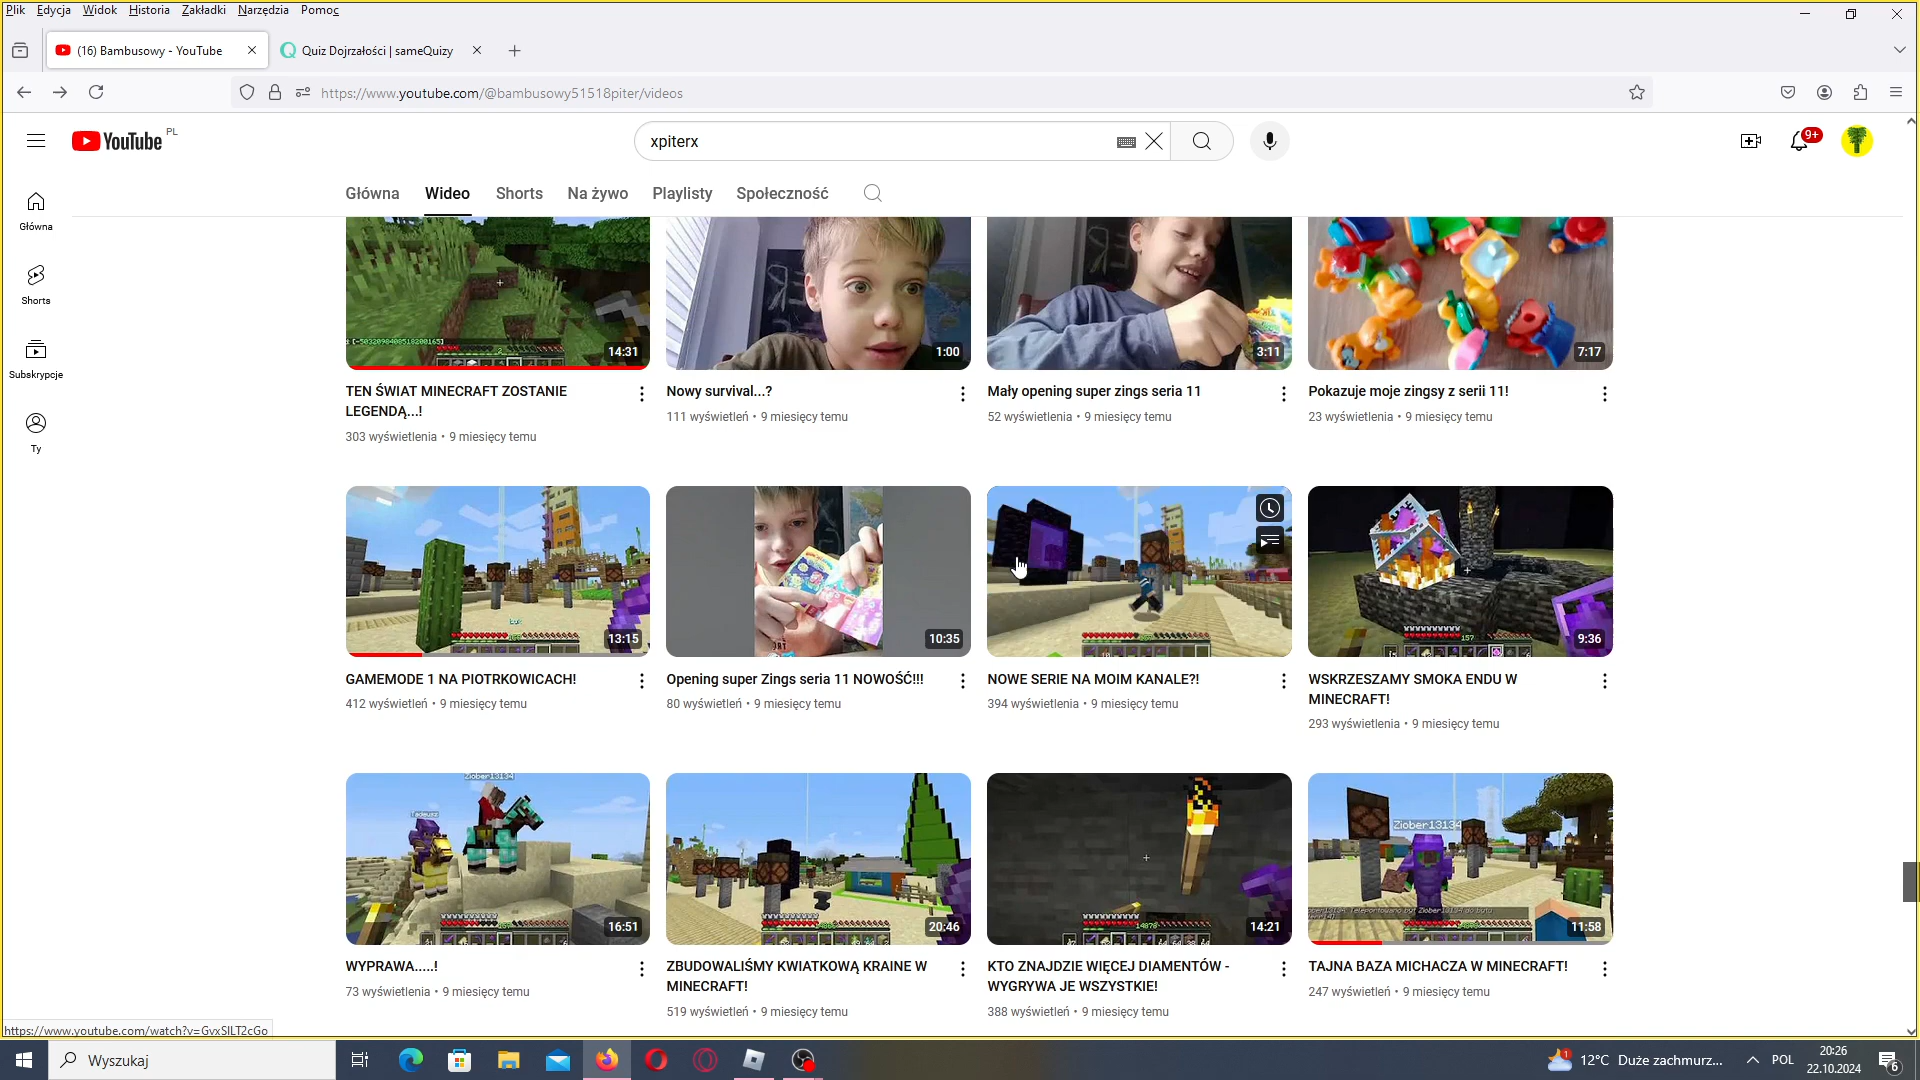 Plik Edycja Widok Historia Zakładki Narzędzia Pomoc
(16) Bambusowy - YouTube
Quiz Dojrzałości | sameQuizy
https://www.youtube.com/@bambusowy51518piter/videos
YouTube PL
xpiterx
9+
Główna Wideo Shorts Na żywo Playlisty Społeczność
Główna
Shorts
Subskrypcje
Ty
14:31
1:00
3:11
7:17
TEN ŚWIAT MINECRAFT ZOSTANIE
LEGENDĄ...!
303 wyświetlenia • 9 miesięcy temu
Nowy survival...?
111 wyświetleń • 9 miesięcy temu
Mały opening super zings seria 11
52 wyświetlenia • 9 miesięcy temu
Pokazuje moje zingsy z serii 11!
23 wyświetlenia • 9 miesięcy temu
13:15
10:35
157
9:36
GAMEMODE 1 NA PIOTRKOWICACH!
412 wyświetleń • 9 miesięcy temu
Opening super Zings seria 11 NOWOŚĆ!!!
80 wyświetleń • 9 miesięcy temu
NOWE SERIE NA MOIM KANALE?!
394 wyświetlenia • 9 miesięcy temu
WSKRZESZAMY SMOKA ENDU W
MINECRAFT!
293 wyświetlenia • 9 miesięcy temu
Ziober13134
Tadeusz
16:51
20:46
14:21
Ziober13134
11:58
WYPRAWA.....!
73 wyświetlenia • 9 miesięcy temu
ZBUDOWALIŚMY KWIATKOWĄ KRAINE W
MINECRAFT!
519 wyświetleń • 9 miesięcy temu
KTO ZNAJDZIE WIĘCEJ DIAMENTÓW -
WYGRYWA JE WSZYSTKIE!
388 wyświetleń • 9 miesięcy temu
TAJNA BAZA MICHACZA W MINECRAFT!
247 wyświetleń • 9 miesięcy temu
https://www.youtube.com/watch?v=GvxSILT2cGo
Wyszukaj
1
12°C Duże zachmurz...
POL
20:26
22.10.2024
6